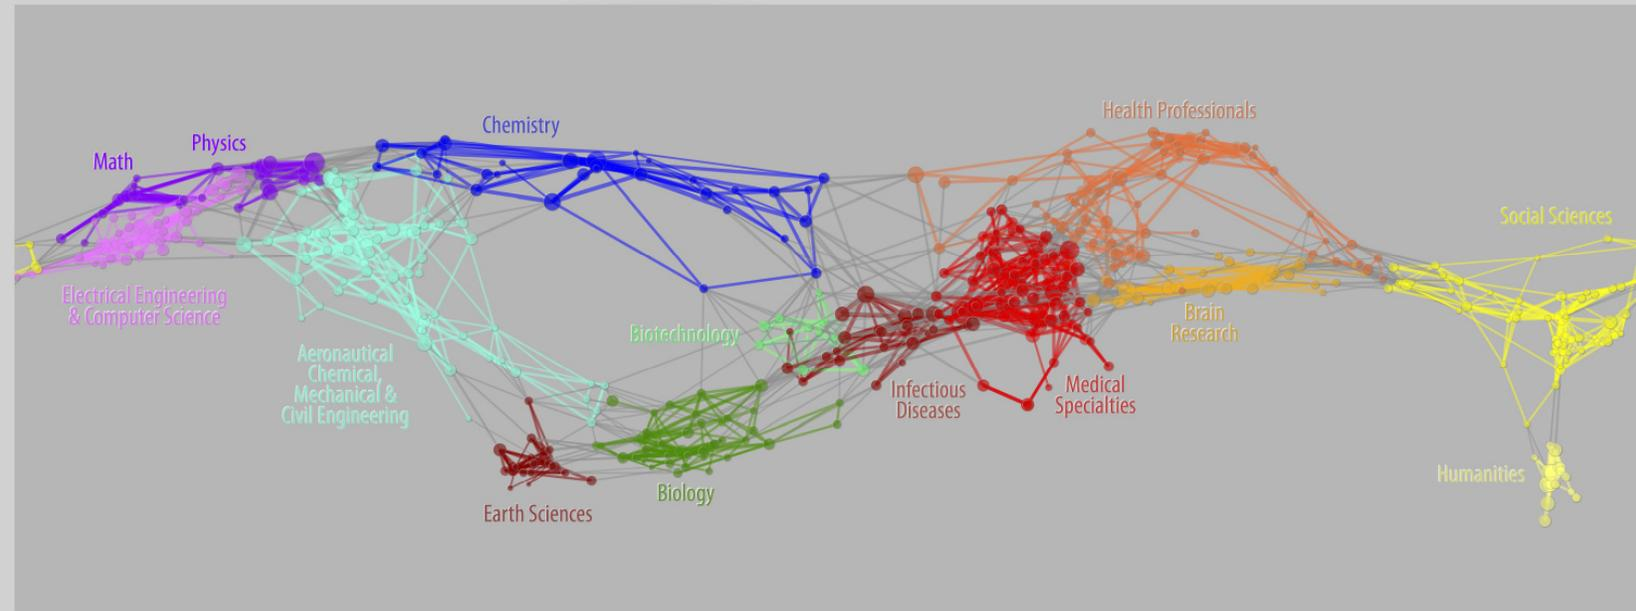 Math
Physics
Chemistry
Health Professionals
Social Sciences
Electrical Engineering
& Computer Science
Biotechnology
Brain
Research
Aeronautical
Chemical,
Mechanical &
Civil Engineering
Infectious
Diseases
Medical
Specialties
Humanities
Earth Sciences
Biology